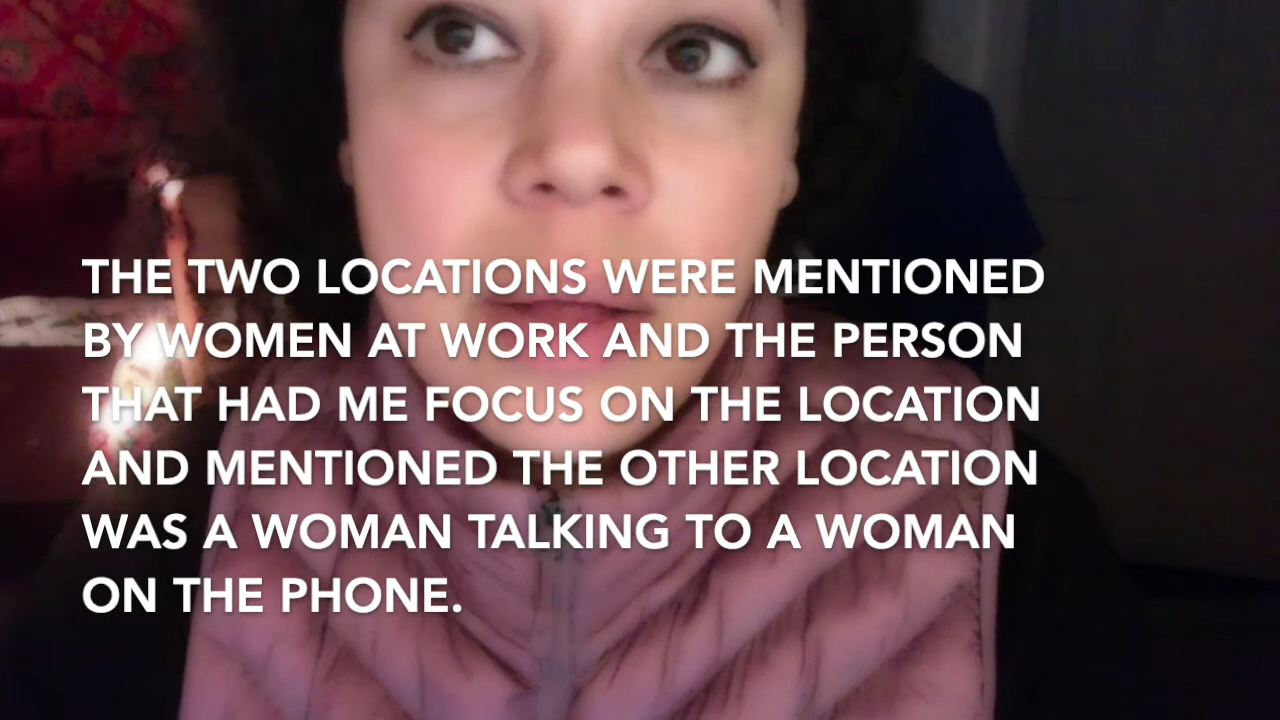 THE TWO LOCATIONS WERE MENTIONED
BY WOMEN AT WORK AND THE PERSON
THAT HAD ME FOCUS ON THE LOCATION
AND MENTIONED THE OTHER LOCATION
WAS A WOMAN TALKING TO A WOMAN
ON THE PHONE.